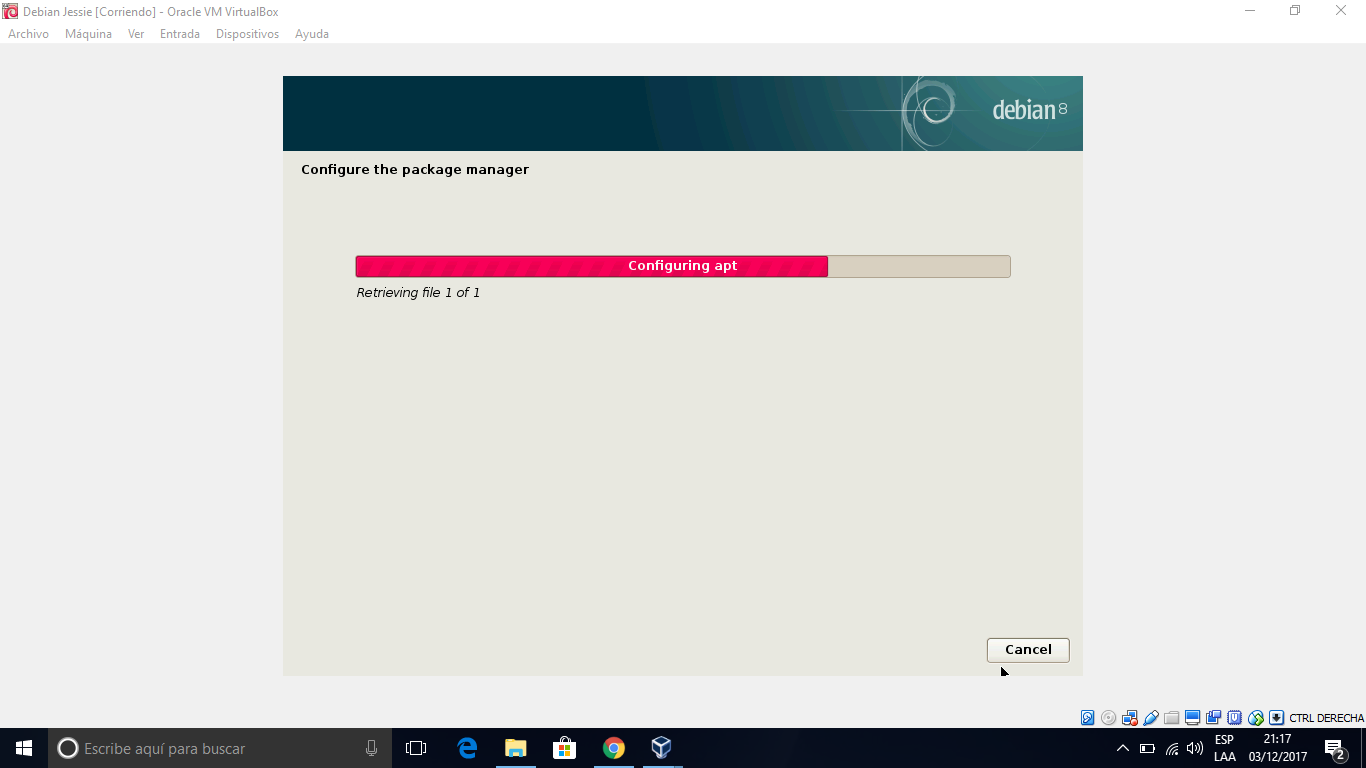 Debian Jessie [Corriendo] - Oracle VM VirtualBox
Archivo Máquina Ver Entrada Dispositivos Ayuda
debian 8
Configure the package manager
Configuring apt
Retrieving file 1 of 1
Cancel
CTRL DERECHA
Escribe aquí para buscar
ESP
LAA
21:17
03/12/2017
2